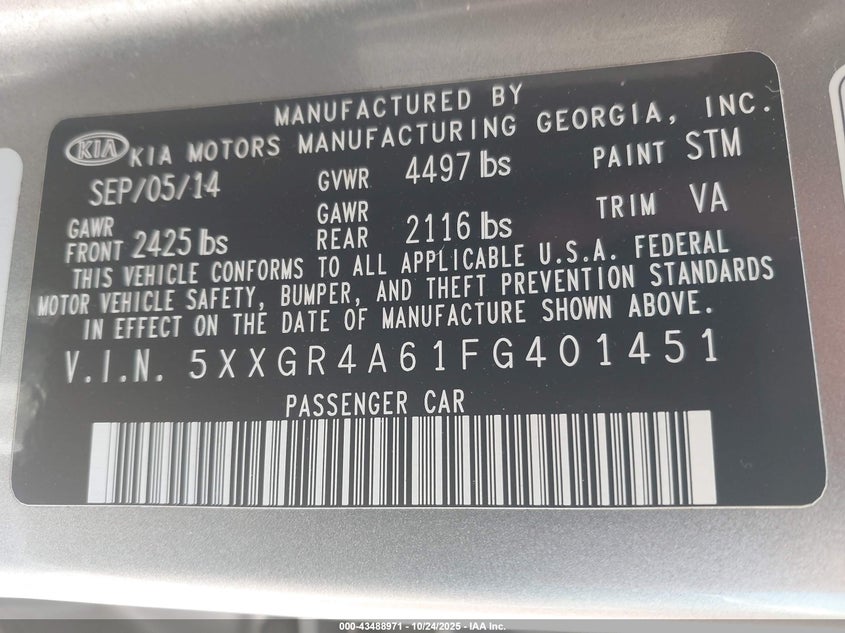 MANUFACTURED BY
KIA KIA MOTORS MANUFACTURING GEORGIA, INC.
SEP/05/14 GVWR 4497 lbs PAINT STM
GAWR FRONT 2425 lbs GAWR REAR 2116 lbs TRIM VA
THIS VEHICLE CONFORMS TO ALL APPLICABLE U.S.A. FEDERAL
MOTOR VEHICLE SAFETY, BUMPER, AND THEFT PREVENTION STANDARDS
IN EFFECT ON THE DATE OF MANUFACTURE SHOWN ABOVE.
V.I.N. 5XXGR4A61FG401451
PASSENGER CAR
000-43488971 - 10/24/2025 - IAA Inc.